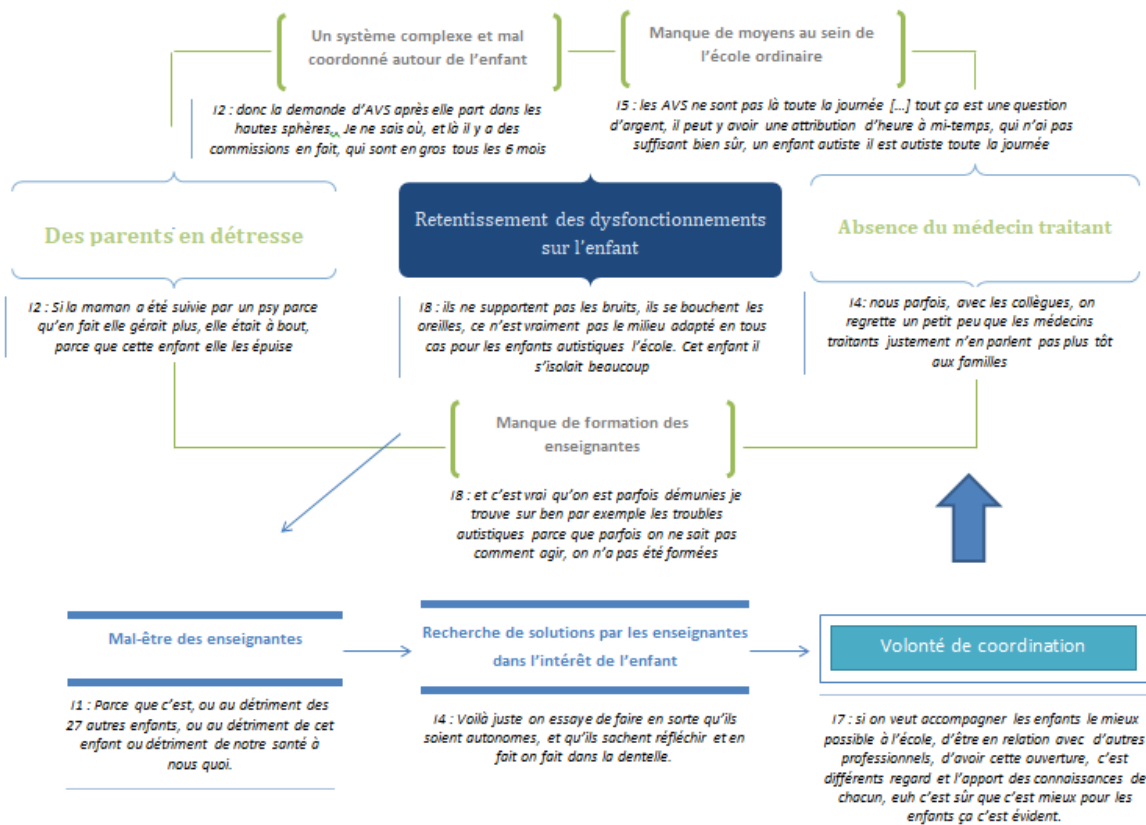 Un système complexe et mal
coordonné autour de l'enfant
Manque de moyens au sein de
l'école ordinaire
I2 : donc la demande d'AVS après elle part dans les
hautes sphères, Je ne sais où, et là il y a des
commissions en fait, qui sont en gros tous les 6 mois
I5 : les AVS ne sont pas là toute la journée […] tout ça est une question
d'argent, il peut y avoir une attribution d'heure à mi-temps, qui n'ai pas
suffisant bien sûr, un enfant autiste il est autiste toute la journée
Des parents en détresse
Retentissement des dysfonctionnements
sur l'enfant
Absence du médecin traitant
I2 : Si la maman a été suivie par un psy parce
qu'en fait elle gérait plus, elle était à bout,
parce que cette enfant elle les épuise
I8 : ils ne supportent pas les bruits, ils se bouchent les
oreilles, ce n'est vraiment pas le milieu adapté en tous
cas pour les enfants autistiques l'école. Cet enfant il
s'isolait beaucoup
I4: nous parfois, avec les collègues, on
regrette un petit peu que les médecins
traitants justement n'en parlent pas plus tôt
aux familles
Manque de formation des
enseignantes
I8 : et c'est vrai qu'on est parfois démunies je
trouve sur ben par exemple les troubles
autistiques parce que parfois on ne sait pas
comment agir, on n'a pas été formées
Mal-être des enseignantes
Recherche de solutions par les enseignantes
dans l'intérêt de l'enfant
Volonté de coordination
I1 : Parce que c'est, ou au détriment des
27 autres enfants, ou au détriment de cet
enfant ou détriment de notre santé à
nous quoi.
I4 : Voilà juste on essaye de faire en sorte qu'ils
soient autonomes, et qu'ils sachent réfléchir et en
fait on fait dans la dentelle.
I7 : si on veut accompagner les enfants le mieux
possible à l'école, d'être en relation avec d'autres
professionnels, d'avoir cette ouverture, c'est
différents regard et l'apport des connaissances de
chacun, euh c'est sûr que c'est mieux pour les
enfants ça c'est évident.